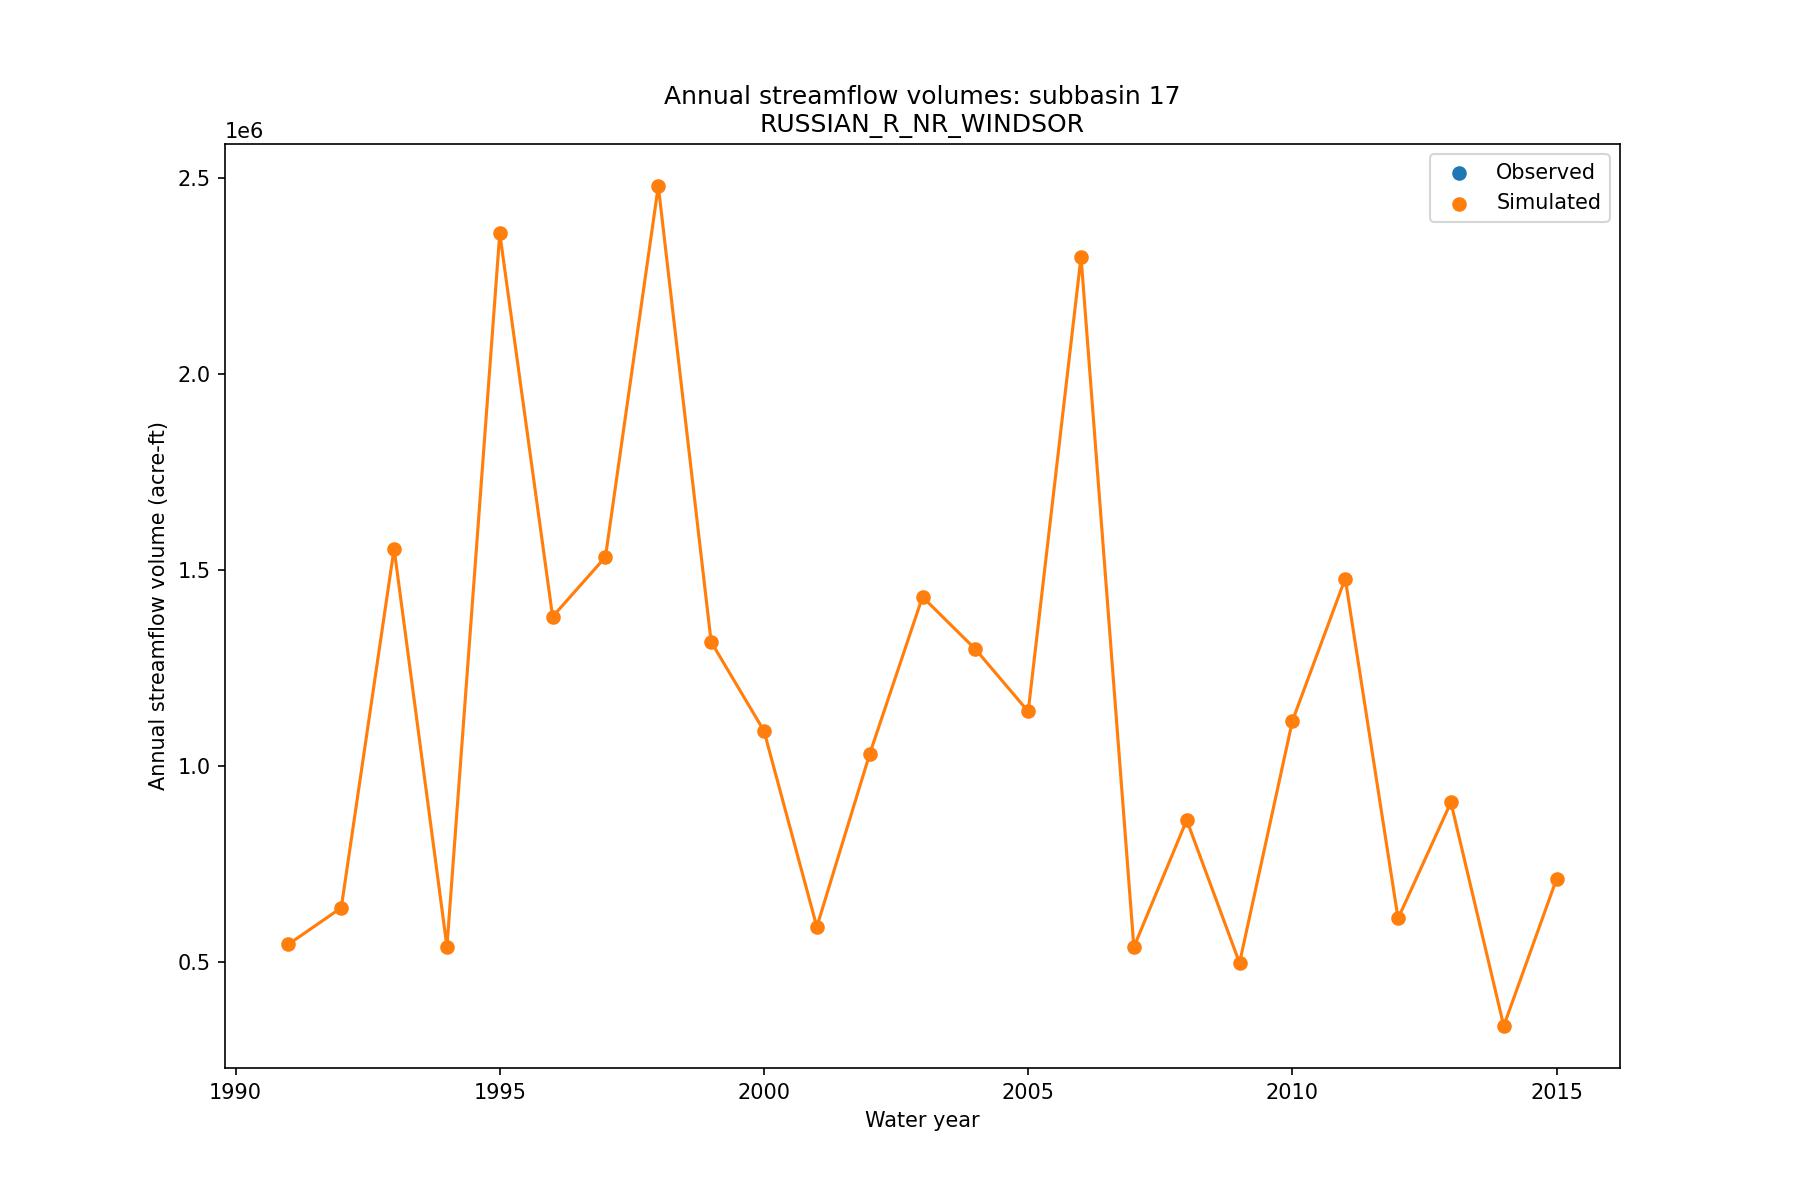 Annual streamflow volumes: subbasin 17
RUSSIAN_R_NR_WINDSOR
1e6
Observed
Simulated
2.5
2.0
1.5
1.0
0.5
Annual streamflow volume (acre-ft)
1990 1995 2000 2005 2010 2015
Water year